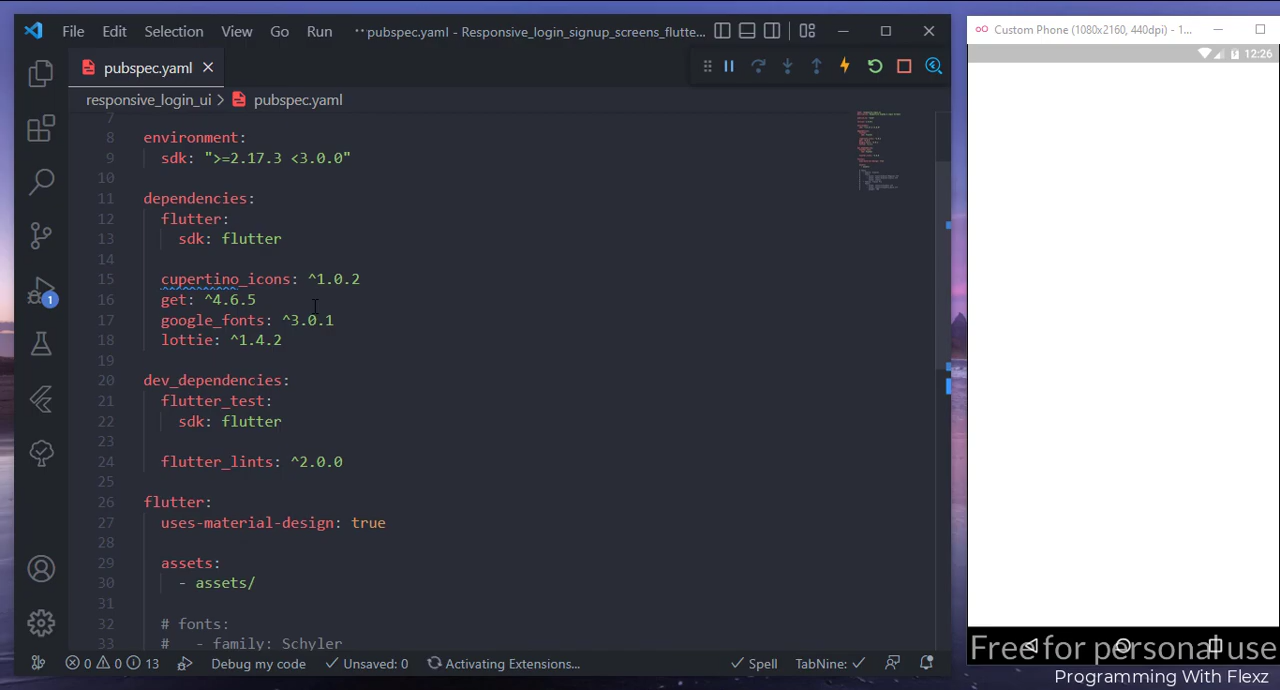 File Edit Selection View Go Run ·· pubspec.yaml - Responsive_login_signup_screens_flutte...
Custom Phone (1080x2160, 440dpi) - 1...
12:26
pubspec.yaml
responsive_login_ui > pubspec.yaml
7
8 environment:
9 sdk: ">=2.17.3 <3.0.0"
10
11 dependencies:
12 flutter:
13 sdk: flutter
14
15 cupertino_icons: ^1.0.2
16 get: ^4.6.5
17 google_fonts: ^3.0.1
18 lottie: ^1.4.2
19
20 dev_dependencies:
21 flutter_test:
22 sdk: flutter
23
24 flutter_lints: ^2.0.0
25
26 flutter:
27 uses-material-design: true
28
29 assets:
30 - assets/
31
32 # fonts:
33 # - family: Schyler
1
0 0 13 Debug my code Unsaved: 0 Activating Extensions... Spell TabNine:
Free for personal use
Programming With Flexz